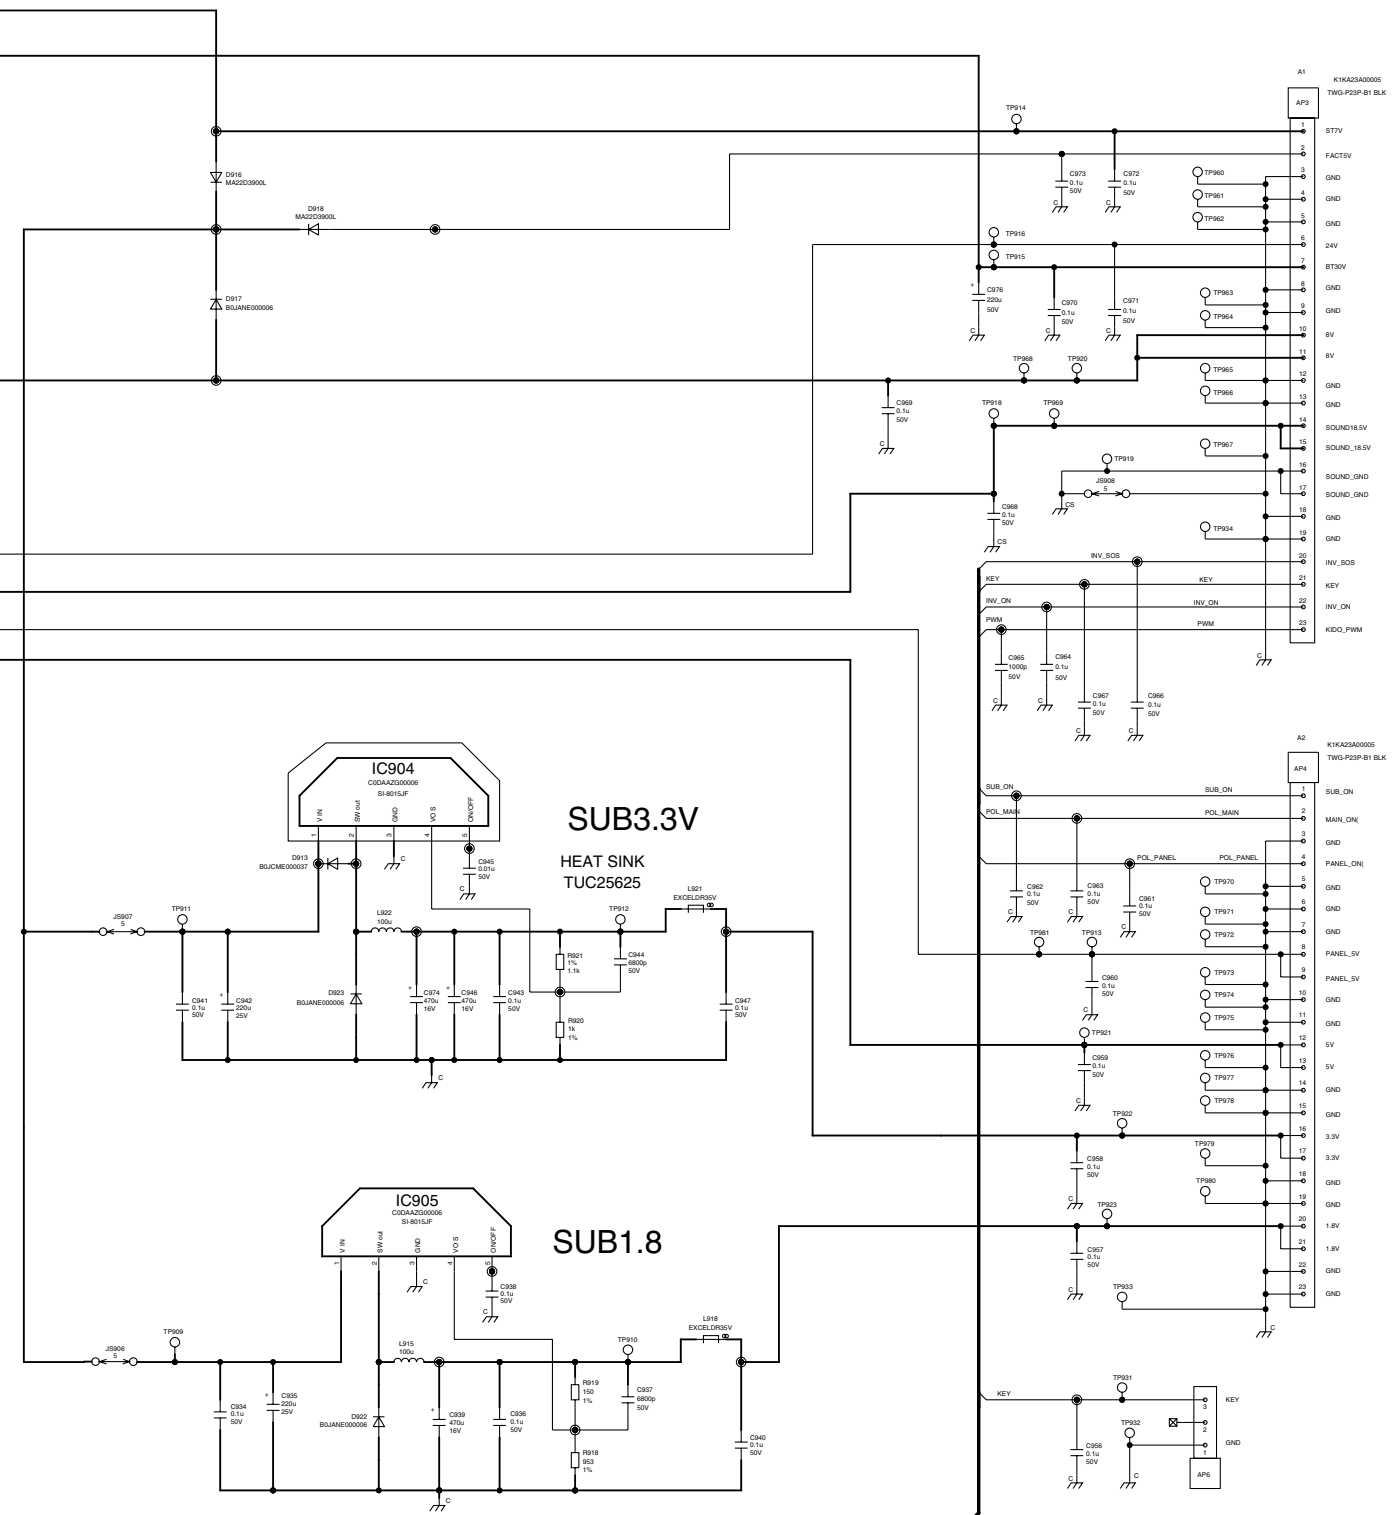 A1
K1KA23A00005
TWG-P23P-B1 BLK
AP3
1
ST7V
2
FACT5V
3
GND
4
GND
5
GND
6
24V
7
BT30V
8
GND
9
GND
10
8V
11
8V
12
GND
13
GND
14
SOUND18.5V
15
SOUND_18.5V
16
SOUND_GND
17
SOUND_GND
18
GND
19
GND
20
INV_SOS
21
KEY
22
INV_ON
23
KIDO_PWM
C
TP914
C973
0.1u
50V
C
C972
0.1u
50V
C
TP960
TP961
TP962
D916
MA22D3900L
D918
MA22D3900L
D917
B0JANE000006
TP916
TP915
+
C976
220u
50V
C
C970
0.1u
50V
C
C971
0.1u
50V
C
TP963
TP964
TP968
TP920
TP965
TP966
C969
0.1u
50V
C
TP918
TP969
TP967
TP919
JS908
5
CS
C968
0.1u
50V
CS
TP934
INV_SOS
KEY
KEY
INV_ON
INV_ON
PWM
PWM
C965
1000p
50V
C
C964
0.1u
50V
C
C967
0.1u
50V
C
C966
0.1u
50V
C
IC904
C0DAAZG00006
SI-8015JF
V IN
SW out
GND
VO S
ON/OFF
1
2
3
4
5
C
SUB3.3V
HEAT SINK
TUC25625
D913
B0JCME000037
C945
0.01u
50V
C
TP911
JS907
5
L922
100u
TP912
L921
EXCELDR35V
R921
1%
1.1k
C944
6800p
50V
C941
0.1u
50V
+
C942
220u
25V
D923
B0JANE000006
+
C974
470u
16V
+
C946
470u
16V
C943
0.1u
50V
R920
1k
1%
C947
0.1u
50V
C
IC905
C0DAAZG00006
SI-8015JF
V IN
SW out
GND
VO S
ON/OFF
1
2
3
4
5
C
SUB1.8
C938
0.1u
50V
C
TP909
JS906
5
L915
100u
TP910
L918
EXCELDR35V
R919
150
1%
C937
6800p
50V
C934
0.1u
50V
+
C935
220u
25V
D922
B0JANE000006
+
C939
470u
16V
C936
0.1u
50V
R918
953
1%
C940
0.1u
50V
C
A2
K1KA23A00005
TWG-P23P-B1 BLK
AP4
1
SUB_ON
2
MAIN_ON(
3
GND
4
PANEL_ON(
5
GND
6
GND
7
GND
8
PANEL_5V
9
PANEL_5V
10
GND
11
GND
12
5V
13
5V
14
GND
15
GND
16
3.3V
17
3.3V
18
GND
19
GND
20
1.8V
21
1.8V
22
GND
23
GND
C
SUB_ON
SUB_ON
POL_MAIN
POL_MAIN
POL_PANEL
POL_PANEL
C962
0.1u
50V
C
C963
0.1u
50V
C
C961
0.1u
50V
C
TP970
TP971
TP972
TP981
TP913
C960
0.1u
50V
C
TP973
TP974
TP975
TP921
C959
0.1u
50V
C
TP976
TP977
TP978
TP922
C958
0.1u
50V
C
TP979
TP980
TP923
C957
0.1u
50V
C
TP933
KEY
TP931
C956
0.1u
50V
C
TP932
C
3
KEY
2
1
GND
AP6